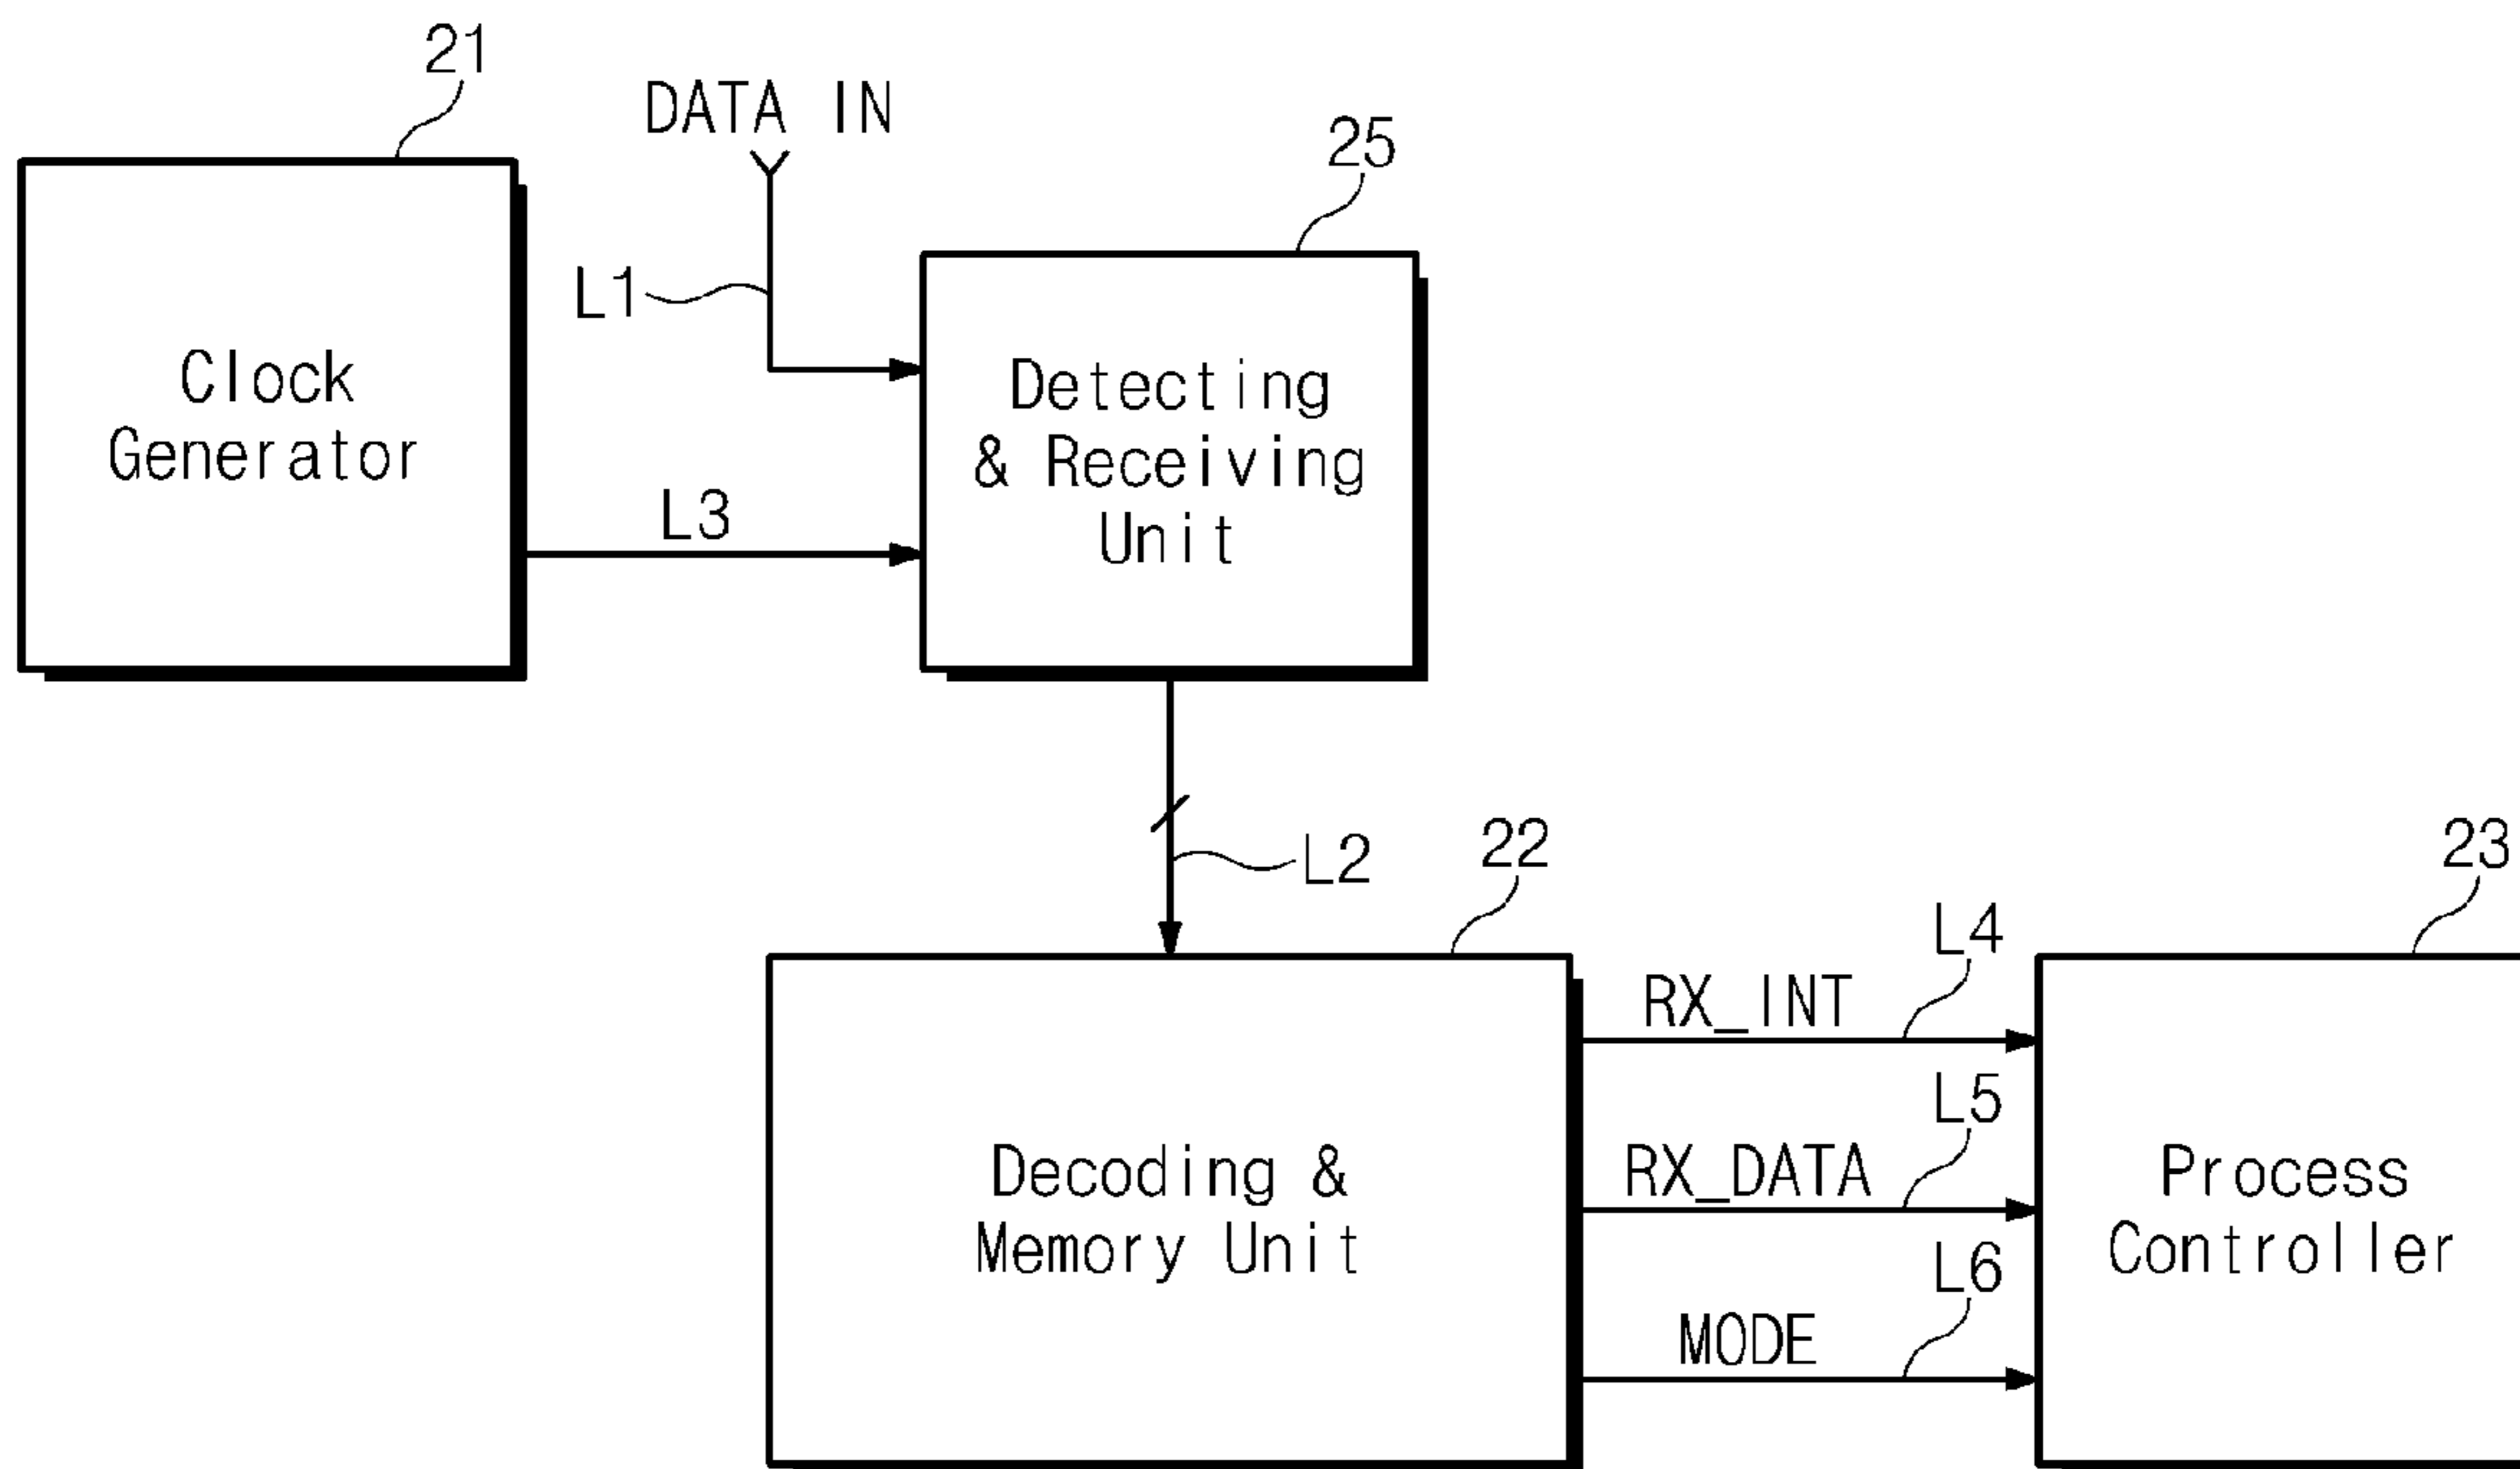 21
DATA IN
25
L1
Clock
Generator
Detecting
& Receiving
Unit
L3
L2
22
23
L4
RX_INT
L5
RX_DATA
Decoding &
Memory Unit
Process
Controller
L6
MODE